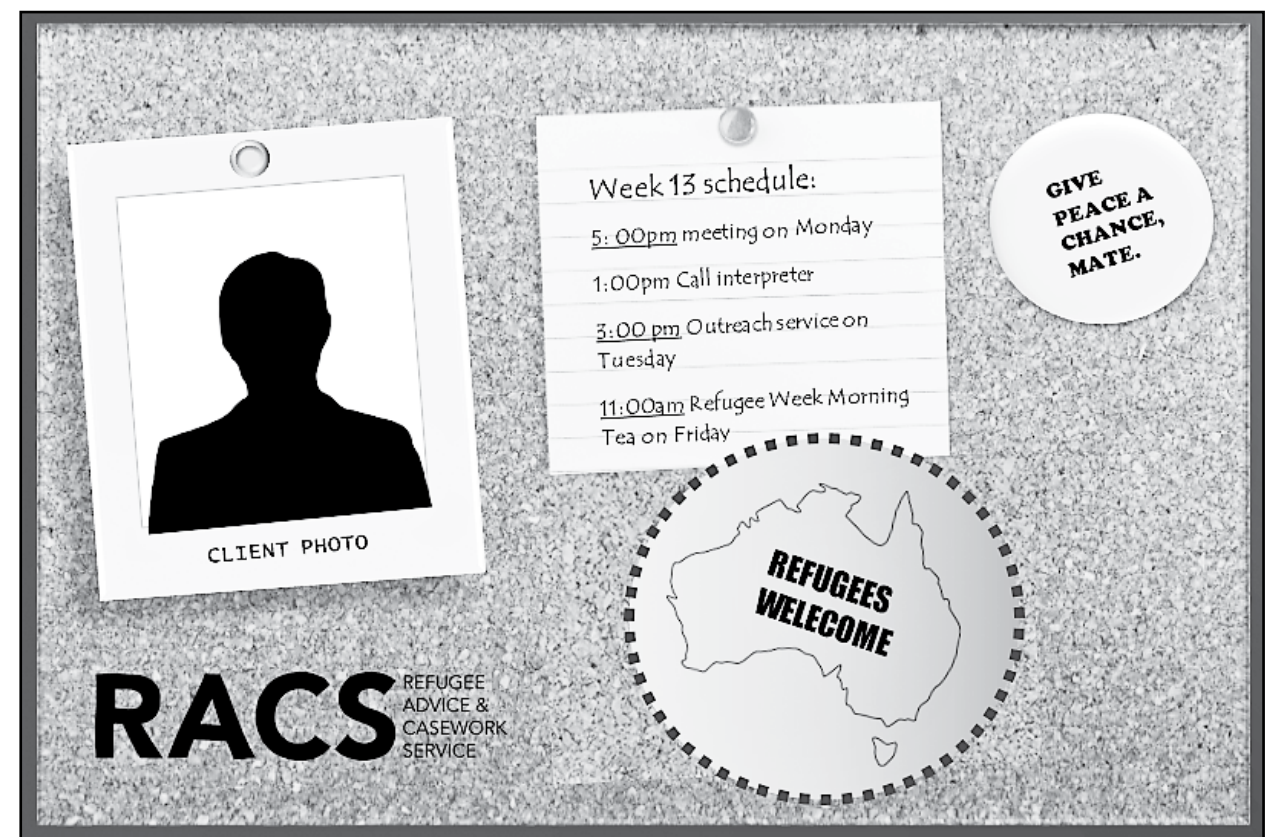 Week 13 schedule:
5: 00pm meeting on Monday
1:00pm Call interpreter
3:00 pm Outreach service on
Tuesday
11:00am Refugee Week Morning
Tea on Friday
GIVE
PEACE A
CHANCE,
MATE.
CLIENT PHOTO
REFUGEES
WELECOME
RACS
REFUGEE
ADVICE &
CASEWORK
SERVICE